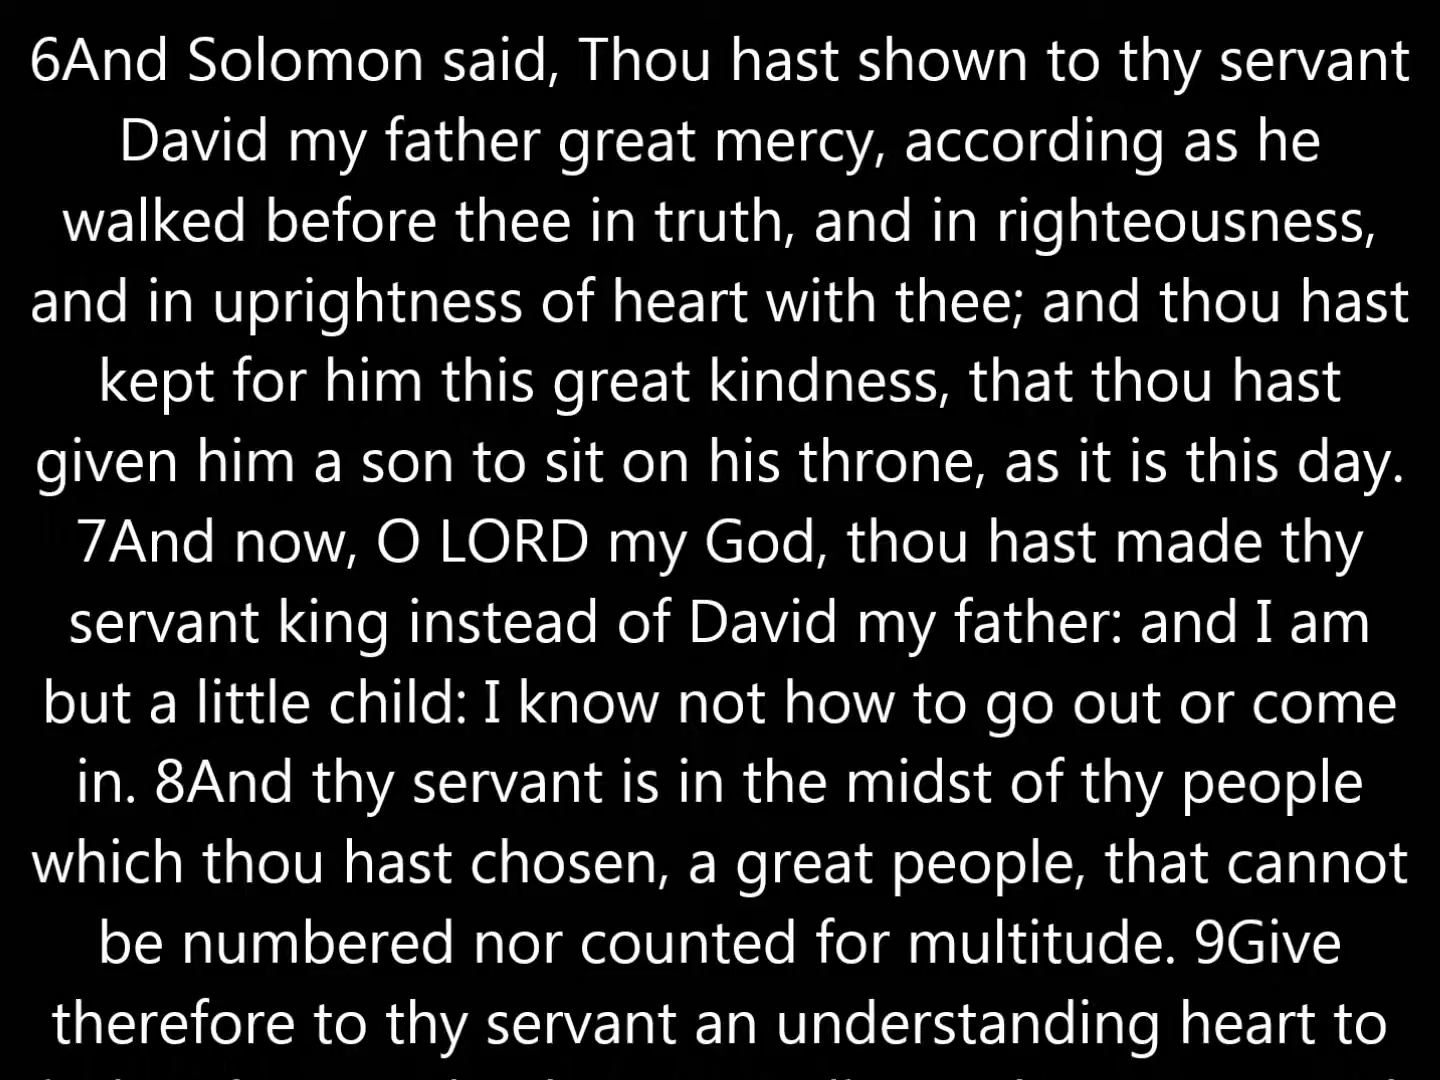 6And Solomon said, Thou hast shown to thy servant
David my father great mercy, according as he
walked before thee in truth, and in righteousness,
and in uprightness of heart with thee; and thou hast
kept for him this great kindness, that thou hast
given him a son to sit on his throne, as it is this day.
7And now, O LORD my God, thou hast made thy
servant king instead of David my father: and I am
but a little child: I know not how to go out or come
in. 8And thy servant is in the midst of thy people
which thou hast chosen, a great people, that cannot
be numbered nor counted for multitude. 9Give
therefore to thy servant an understanding heart to